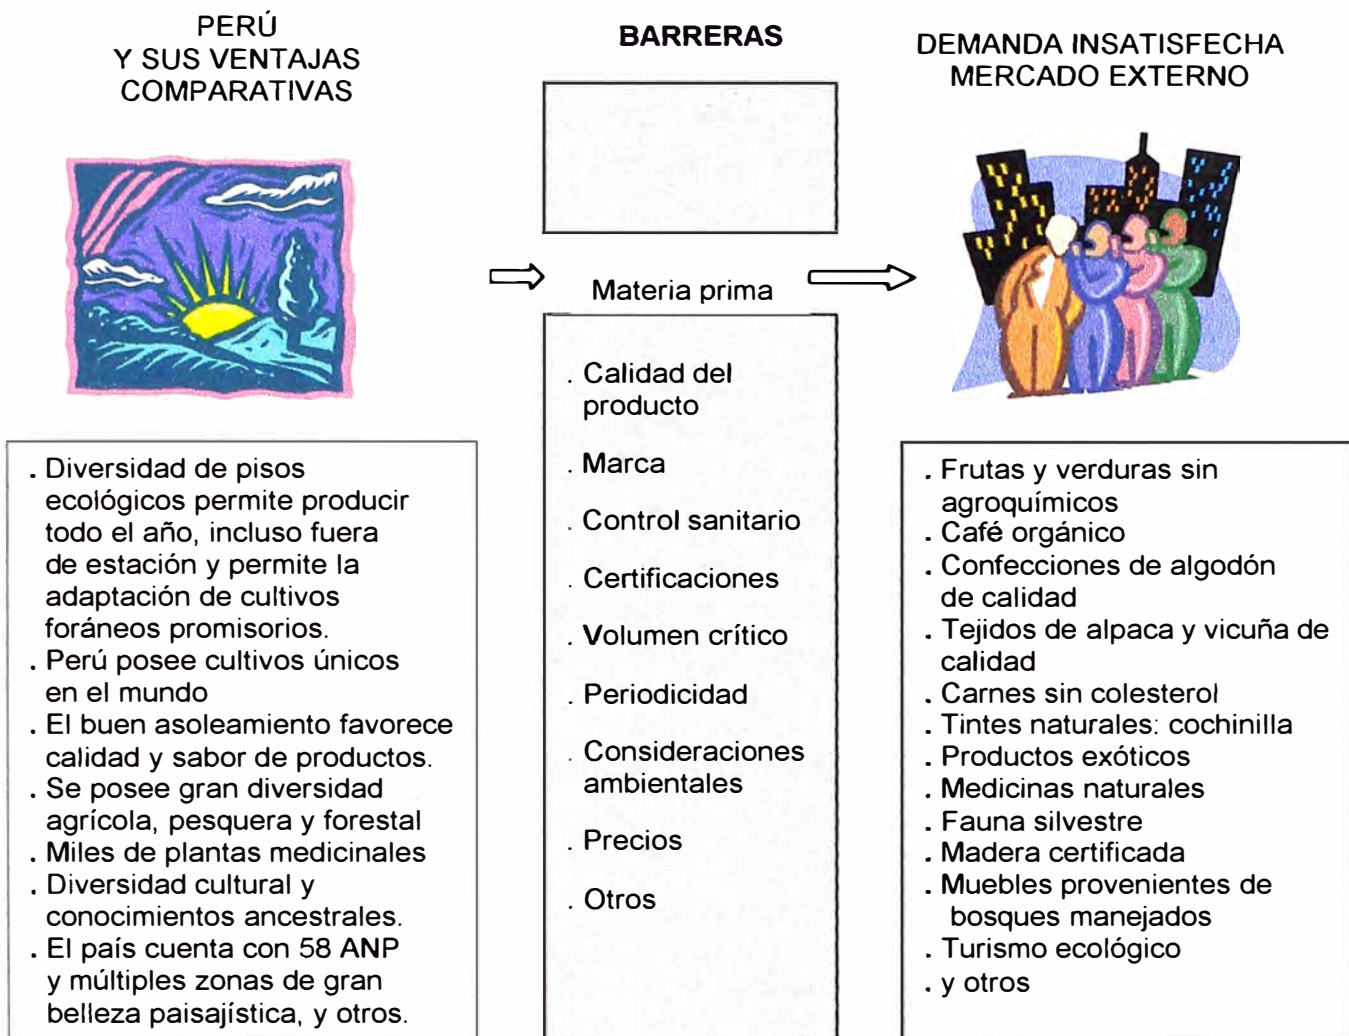 PERÚ
Y SUS VENTAJAS
COMPARATIVAS
. Diversidad de pisos
ecológicos permite producir
todo el año, incluso fuera
de estación y permite la
adaptación de cultivos
foráneos promisorios.
. Perú posee cultivos únicos
en el mundo
. El buen asoleamiento favorece
calidad y sabor de productos.
. Se posee gran diversidad
agrícola, pesquera y forestal
. Miles de plantas medicinales
. Diversidad cultural y
conocimientos ancestrales.
. El país cuenta con 58 ANP
y múltiples zonas de gran
belleza paisajística, y otros.
BARRERAS
Materia prima
. Calidad del
producto
. Marca
. Control sanitario
. Certificaciones
. Volumen crítico
. Periodicidad
. Consideraciones
ambientales
. Precios
. Otros
DEMANDA INSATISFECHA
MERCADO EXTERNO
. Frutas y verduras sin
agroquímicos
. Café orgánico
. Confecciones de algodón
de calidad
. Tejidos de alpaca y vicuña de
calidad
. Carnes sin colesterol
. Tintes naturales: cochinilla
. Productos exóticos
. Medicinas naturales
. Fauna silvestre
. Madera certificada
. Muebles provenientes de
bosques manejados
. Turismo ecológico
. y otros